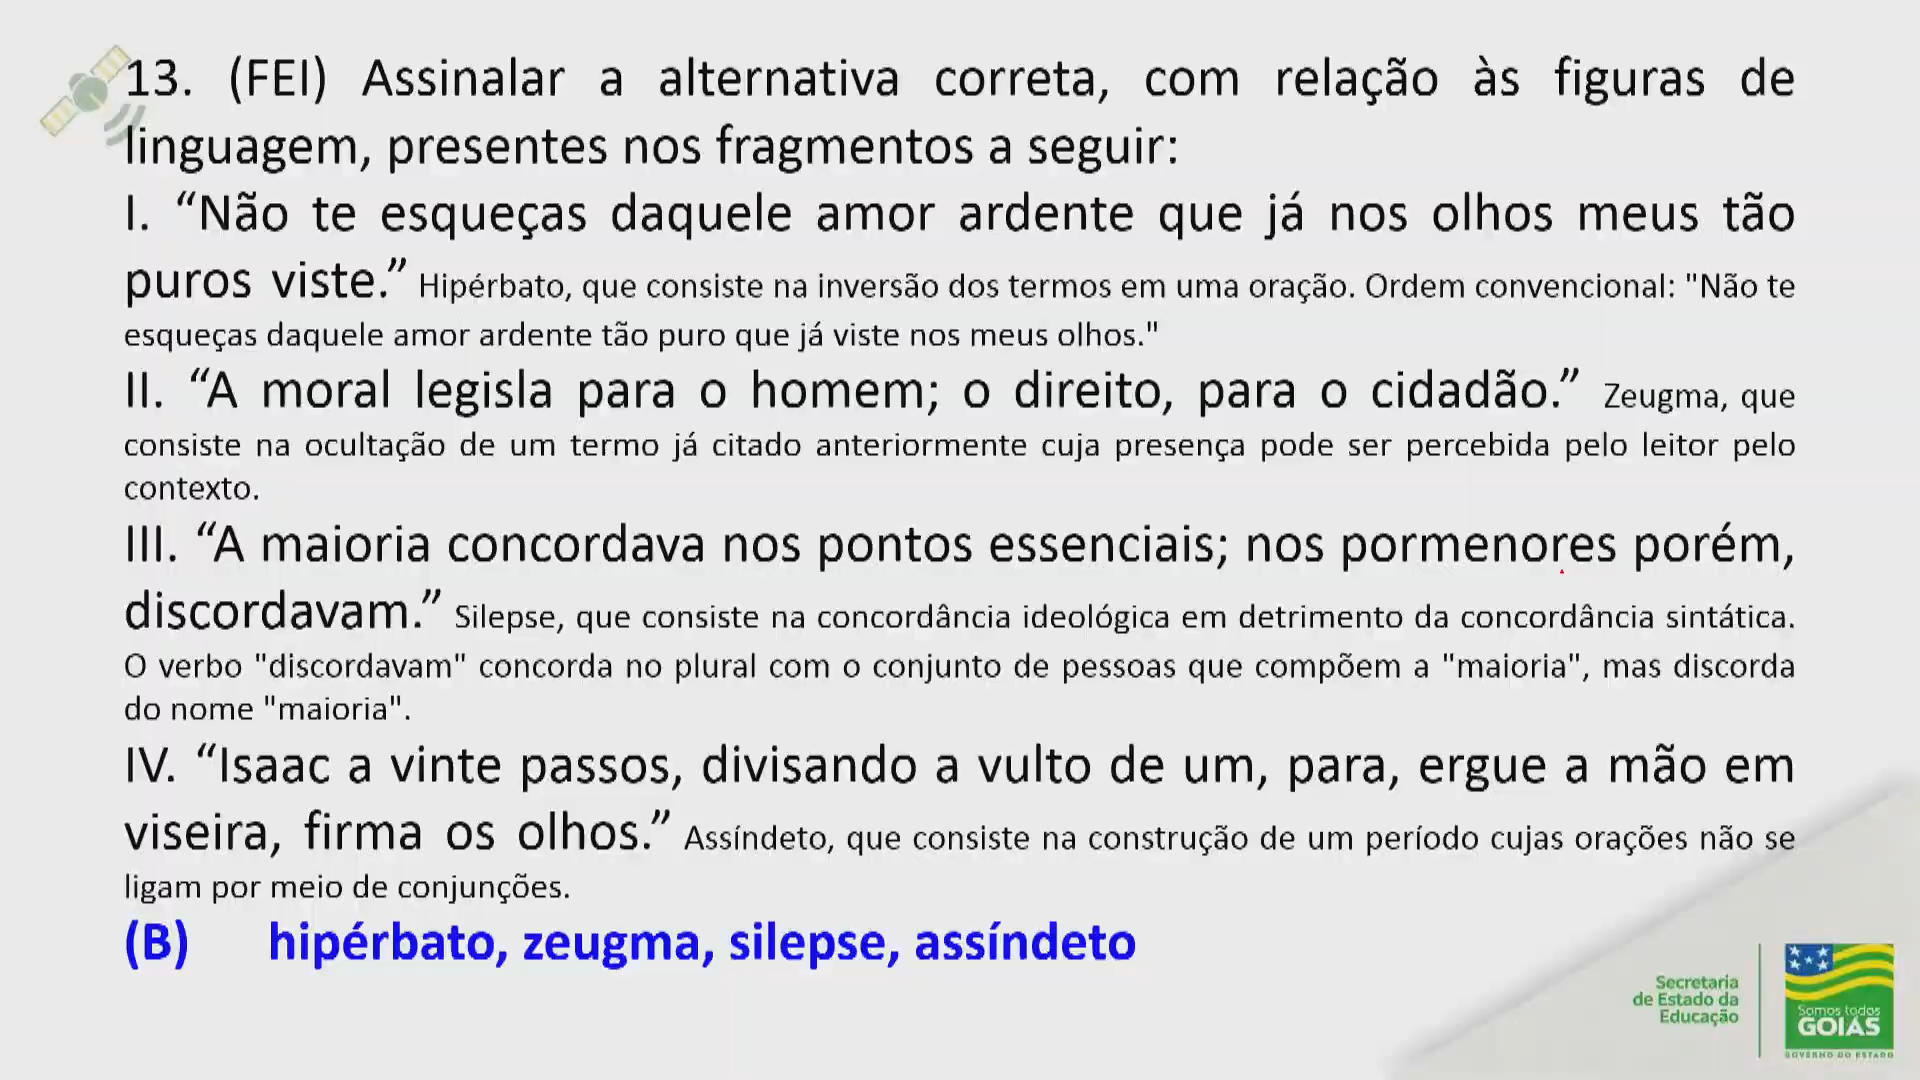 13. (FEI) Assinalar a alternativa correta, com relação às figuras de
linguagem, presentes nos fragmentos a seguir:
I. “Não te esqueças daquele amor ardente que já nos olhos meus tão
puros viste.” Hipérbato, que consiste na inversão dos termos em uma oração. Ordem convencional: "Não te
esqueças daquele amor ardente tão puro que já viste nos meus olhos."
II. “A moral legisla para o homem; o direito, para o cidadão.” Zeugma, que
consiste na ocultação de um termo já citado anteriormente cuja presença pode ser percebida pelo leitor pelo
contexto.
III. “A maioria concordava nos pontos essenciais; nos pormenores porém,
discordavam.” Silepse, que consiste na concordância ideológica em detrimento da concordância sintática.
O verbo "discordavam" concorda no plural com o conjunto de pessoas que compõem a "maioria", mas discorda
do nome "maioria".
IV. “Isaac a vinte passos, divisando a vulto de um, para, ergue a mão em
viseira, firma os olhos.” Assíndeto, que consiste na construção de um período cujas orações não se
ligam por meio de conjunções.
(B) hipérbato, zeugma, silepse, assíndeto
Secretaria
de Estado da
Educação
Somos todos
GOIÁS
GOVERNO DO ESTADO